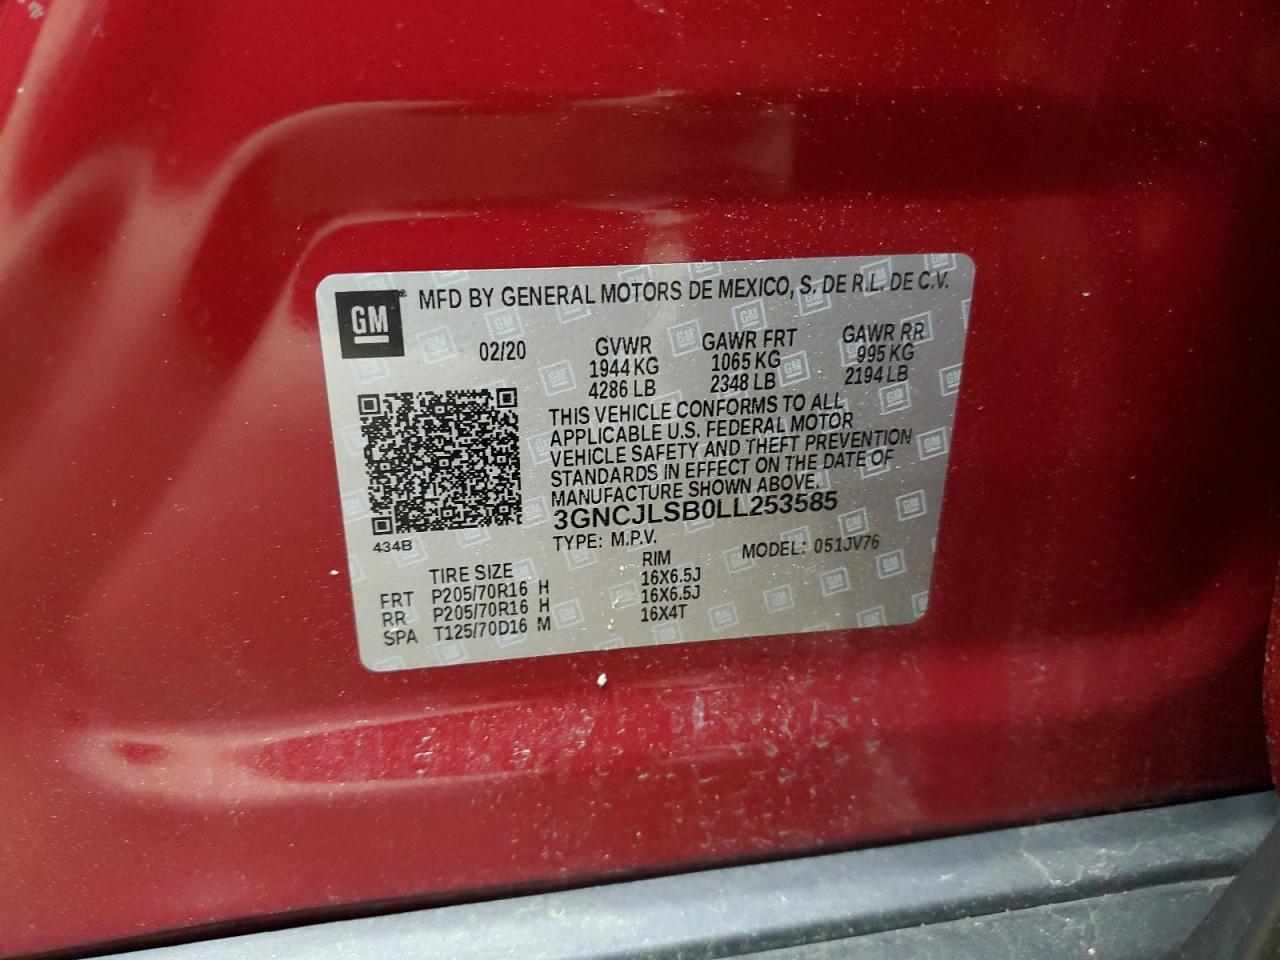 GM ® MFD BY GENERAL MOTORS DE MEXICO, S. DE R.L. DE C.V.
02/20 GVWR GAWR FRT GAWR RR
1944 KG 1065 KG 995 KG
4286 LB 2348 LB 2194 LB
THIS VEHICLE CONFORMS TO ALL
APPLICABLE U.S. FEDERAL MOTOR
VEHICLE SAFETY AND THEFT PREVENTION
STANDARDS IN EFFECT ON THE DATE OF
MANUFACTURE SHOWN ABOVE.
3GNCJLSB0LL253585
434B TYPE: M.P.V. MODEL: 051JV76
TIRE SIZE RIM
FRT P205/70R16 H 16X6.5J
RR P205/70R16 H 16X6.5J
SPA T125/70D16 M 16X4T